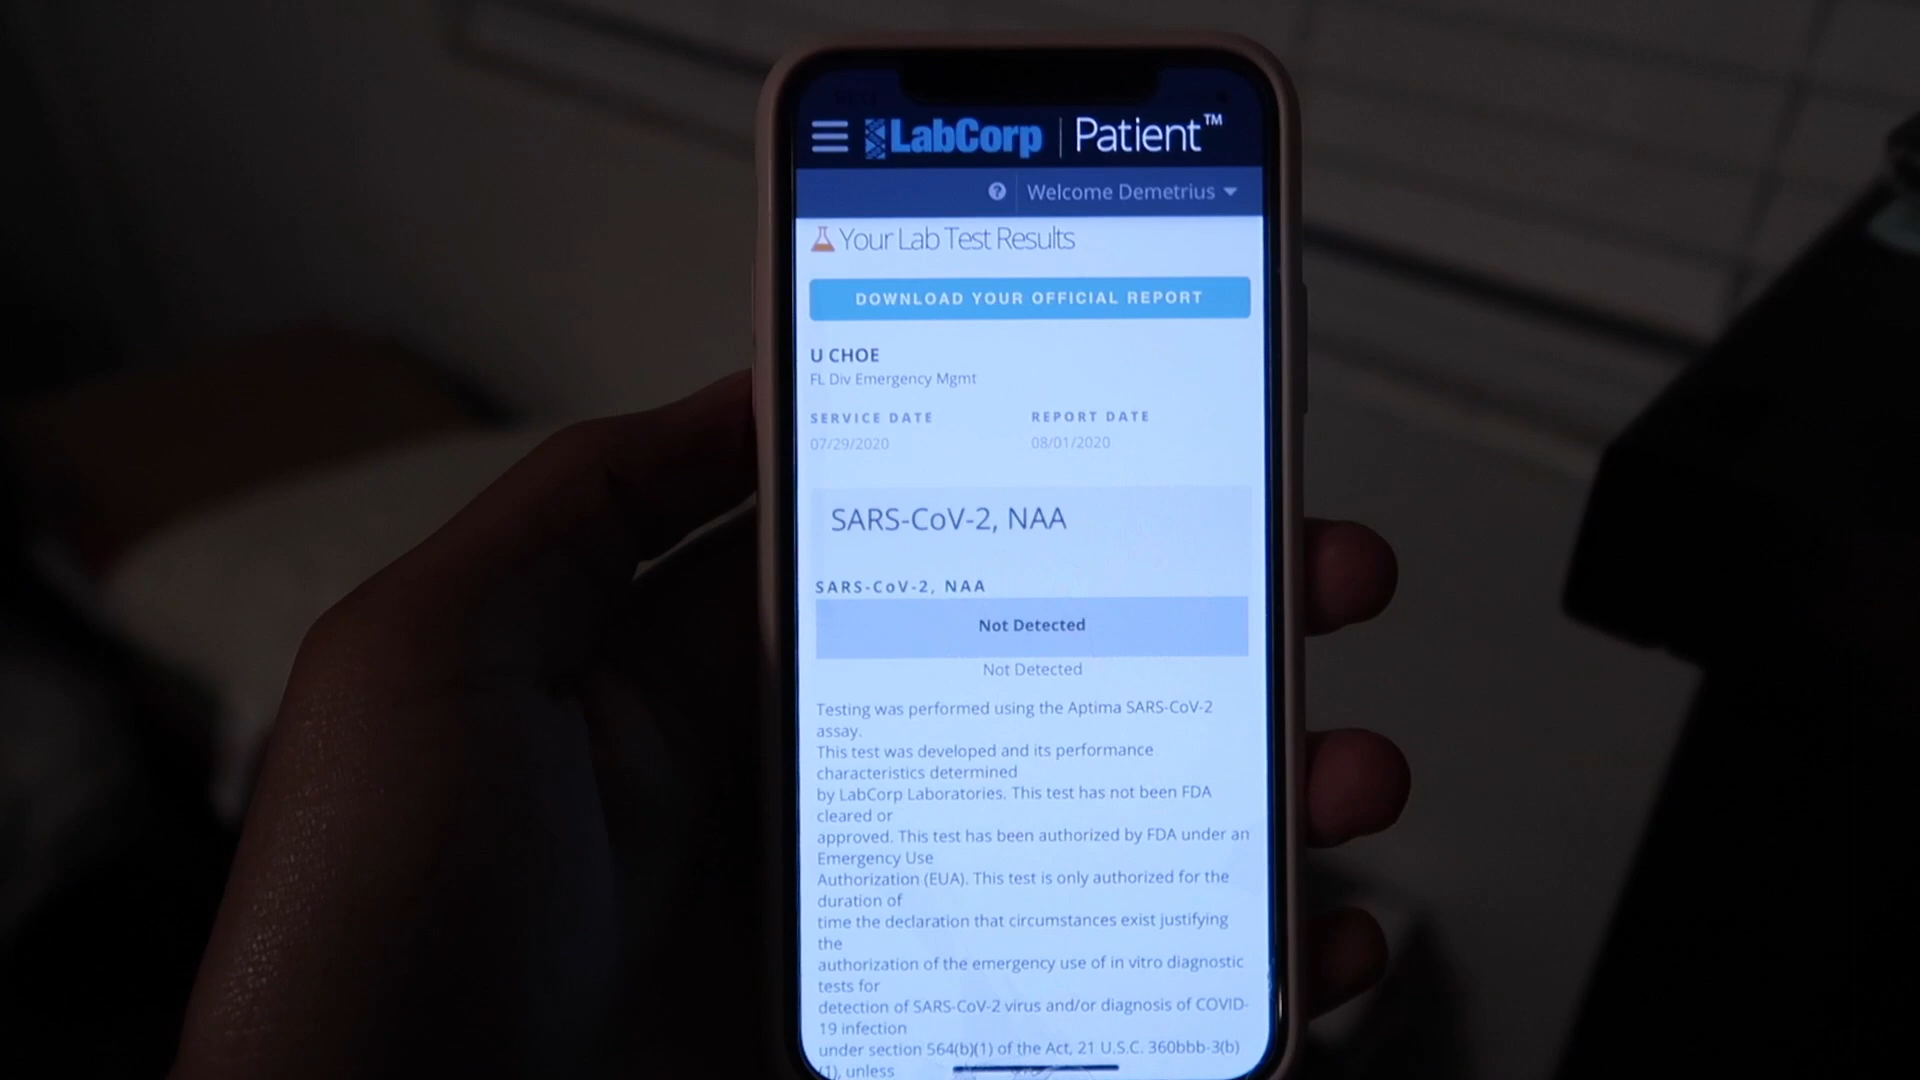 LabCorp | Patient™
? Welcome Demetrius
Your Lab Test Results
DOWNLOAD YOUR OFFICIAL REPORT
U CHOE
FL Div Emergency Mgmt
SERVICE DATE REPORT DATE
07/29/2020 08/01/2020
SARS-CoV-2, NAA
SARS-CoV-2, NAA
Not Detected
Not Detected
Testing was performed using the Aptima SARS-CoV-2
assay.
This test was developed and its performance
characteristics determined
by LabCorp Laboratories. This test has not been FDA
cleared or
approved. This test has been authorized by FDA under an
Emergency Use
Authorization (EUA). This test is only authorized for the
duration of
time the declaration that circumstances exist justifying
the
authorization of the emergency use of in vitro diagnostic
tests for
detection of SARS-CoV-2 virus and/or diagnosis of COVID-
19 infection
under section 564(b)(1) of the Act, 21 U.S.C. 360bbb-3(b)
(1), unless